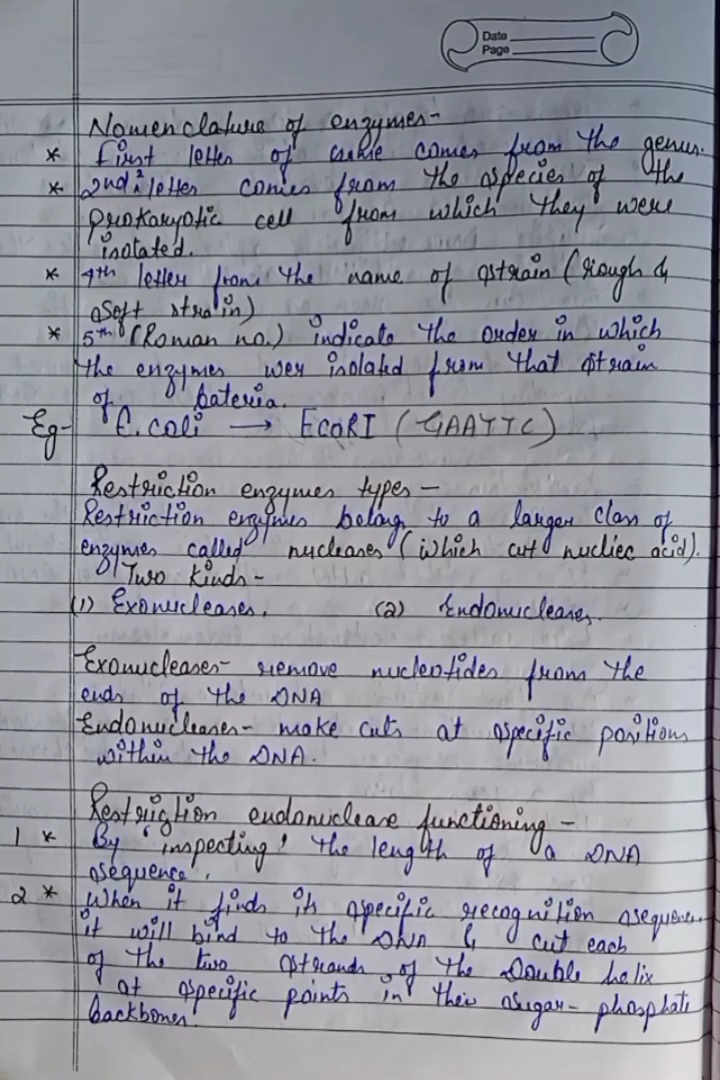 Date
Page
Nomenclature of enzymes-
* First letter of name comes from the genus.
* 2nd letter comes from the species of the
prokaryotic cell from which they were
isolated.
* 4th letter from the name of strain (rough &
soft strain)
* 5th (Roman no.) indicate the order in which
the enzymes wer isolated from that strain
of bateria.
Eg- E. coli → EcoRI (GAATTC)
Restriction enzymes types -
Restriction enzymes belong to a larger class of
enzymes called nucleases (which cut nucliec acid).
Two kinds -
(1) Exonucleases. (2) Endonucleases.
Exonucleases- remove nucleotides from the
ends of the DNA
Endonucleases- make cuts at specific positions
within the DNA.
Restriction endonuclease functioning -
1 * By 'inspecting' the length of a DNA
sequence.
2 * When it finds its specific recognition sequence
it will bind to the DNA & cut each
of the two strands of the Double helix
at specific points in their sugar- phosphate
backbones.